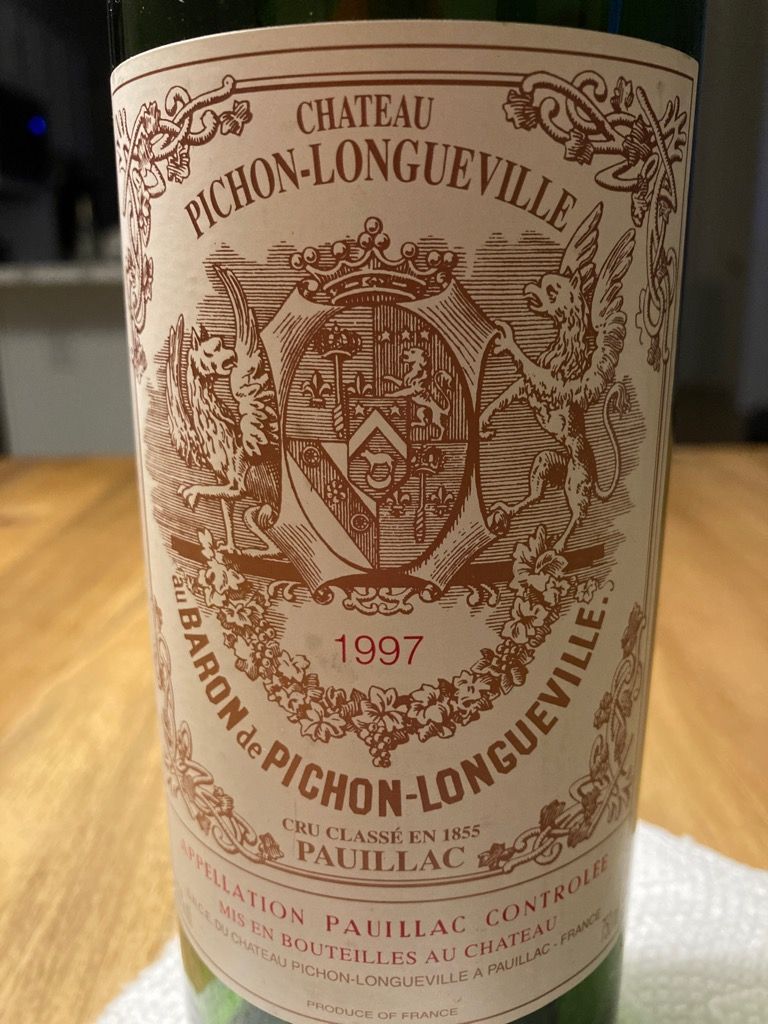 CHATEAU
PICHON-LONGUEVILLE
1997
au BARON de PICHON-LONGUEVILLE.
CRU CLASSÉ EN 1855
PAUILLAC
APPELLATION PAUILLAC CONTROLÉE
MIS EN BOUTEILLES AU CHATEAU
DU CHATEAU PICHON-LONGUEVILLE A PAUILLAC - FRANCE
PRODUCE OF FRANCE